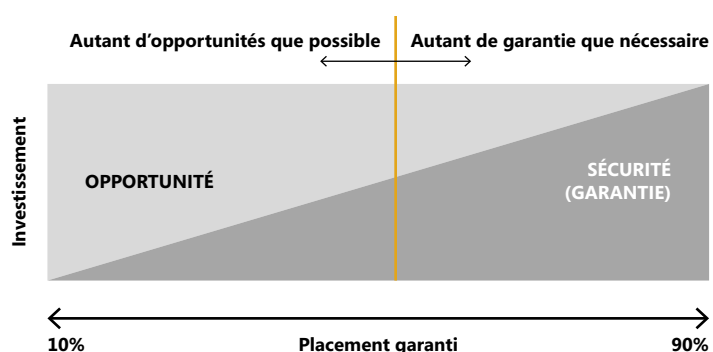 Autant d’opportunités que possible
Autant de garantie que nécessaire
Investissement
OPPORTUNITÉ
SÉCURITÉ
(GARANTIE)
10%
Placement garanti
90%